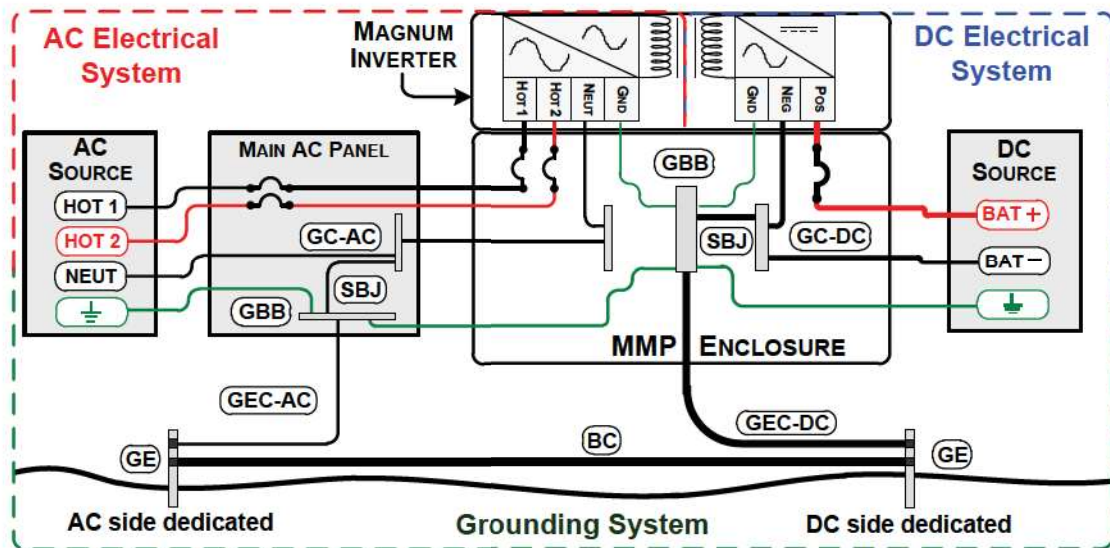 AC Electrical
System
MAGNUM
INVERTER
DC Electrical
System
HOT 1
HOT 2
NEUT
GND
GND
NEG
POS
AC
SOURCE
HOT 1
HOT 2
NEUT
MAIN AC PANEL
GC-AC
SBJ
GBB
GBB
SBJ
GC-DC
DC
SOURCE
BAT +
BAT −
MMP ENCLOSURE
GEC-AC
GEC-DC
GE
BC
GE
AC side dedicated
Grounding System
DC side dedicated